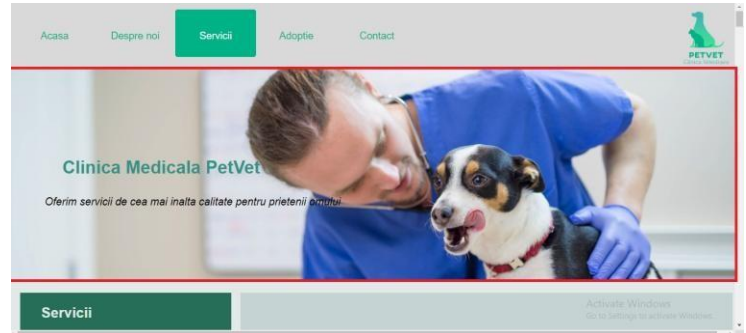 Acasa
Despre noi
Servicii
Adoptie
Contact
PETVET
Clinica Medicala PetVet
Oferim servicii de cea mai inalta calitate pentru prietenii omului
Servicii
Activate Windows
Go to Settings to activate Windows.